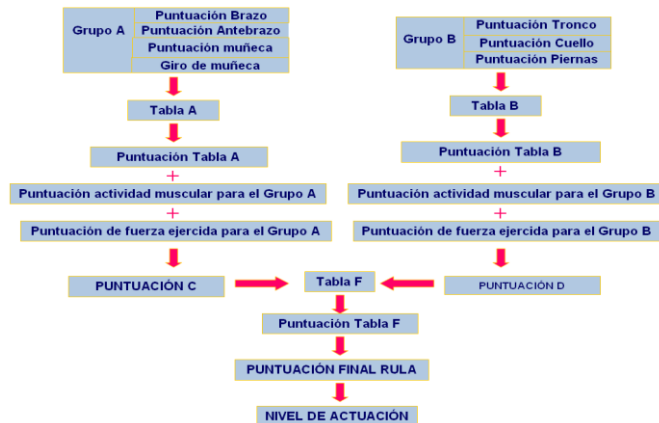 Grupo A
Puntuación Brazo
Puntuación Antebrazo
Puntuación muñeca
Giro de muñeca
Grupo B
Puntuación Tronco
Puntuación Cuello
Puntuación Piernas
Tabla A
Tabla B
Puntuación Tabla A
Puntuación Tabla B
+
+
Puntuación actividad muscular para el Grupo A
Puntuación actividad muscular para el Grupo B
+
+
Puntuación de fuerza ejercida para el Grupo A
Puntuación de fuerza ejercida para el Grupo B
PUNTUACIÓN C
Tabla F
PUNTUACIÓN D
Puntuación Tabla F
PUNTUACIÓN FINAL RULA
NIVEL DE ACTUACIÓN